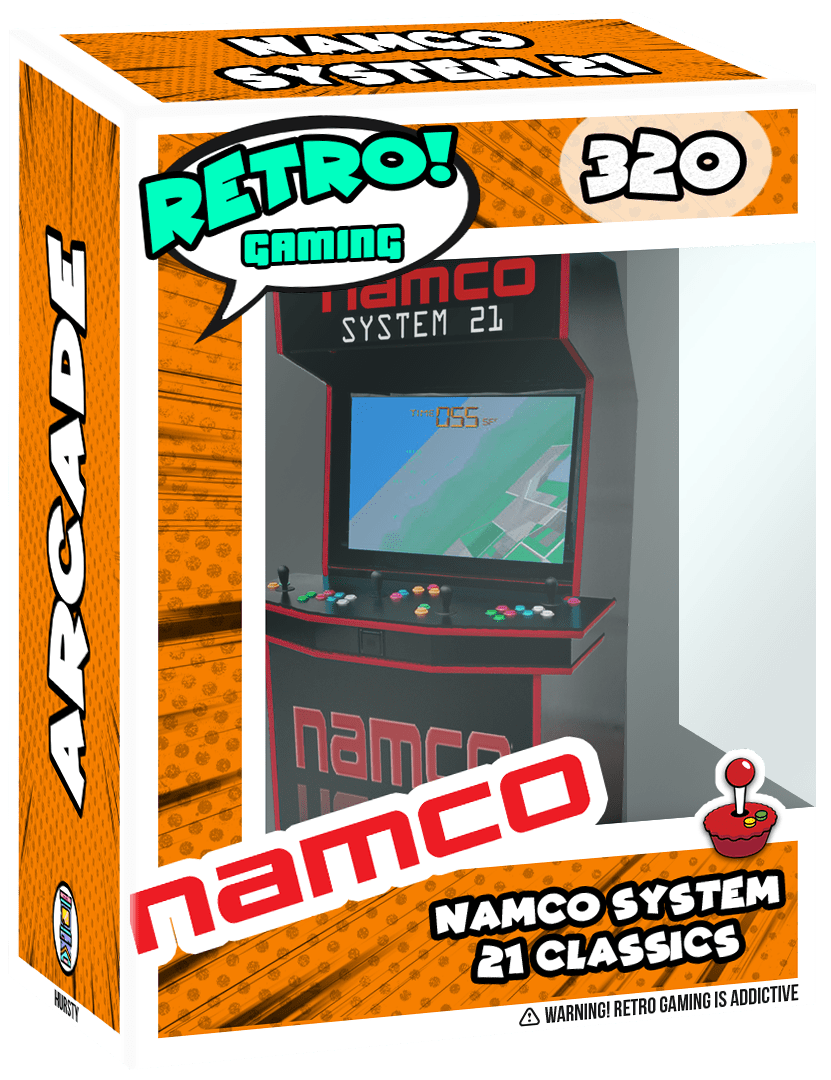 NAMCO
SYSTEM 21
RETRO!
GAMING
320
ARCADE
namco
SYSTEM 21
055
namco
namco
NAMCO SYSTEM
21 CLASSICS
HURSTY
WARNING! RETRO GAMING IS ADDICTIVE